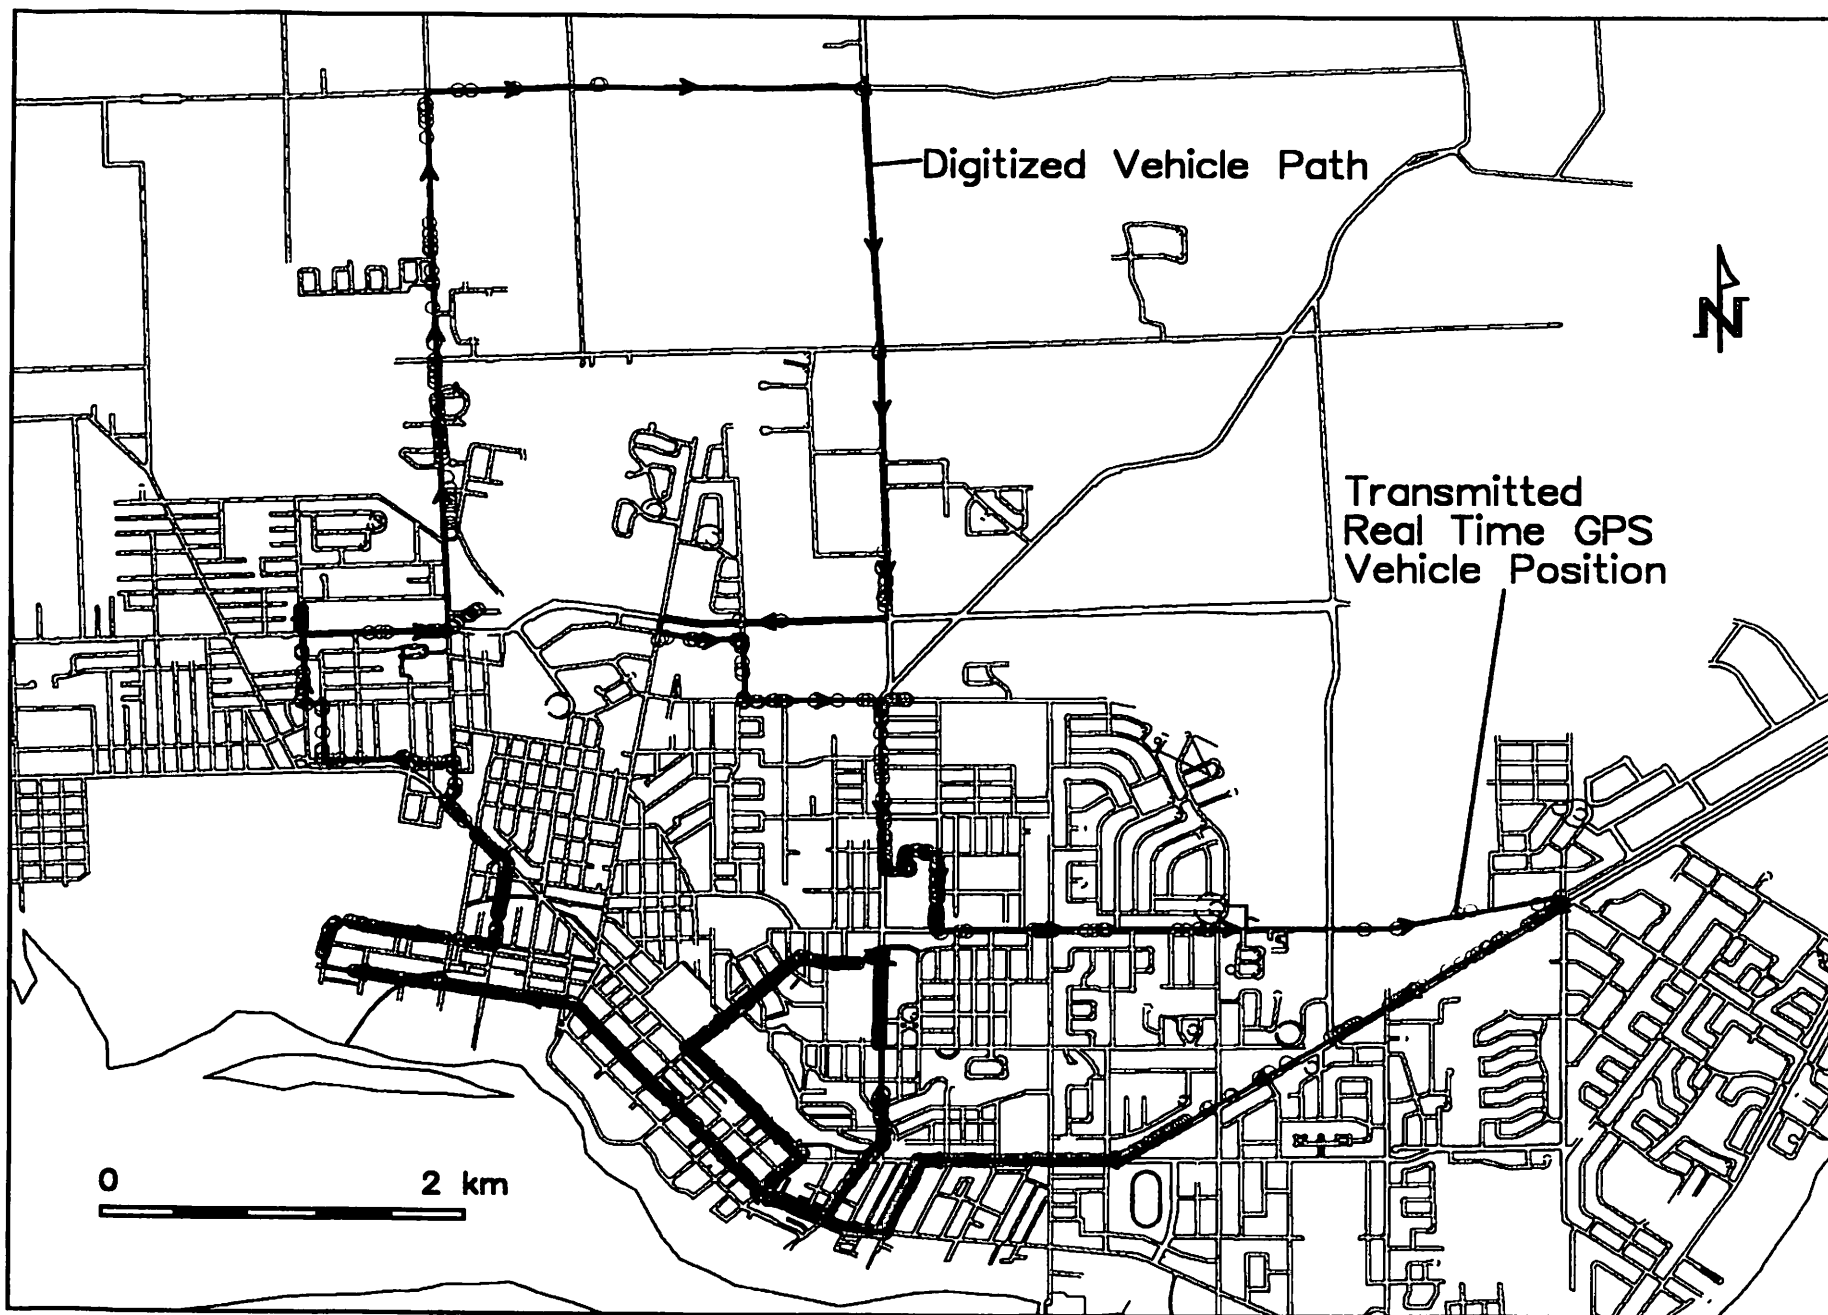 Digitized Vehicle Path
N
Transmitted
Real Time GPS
Vehicle Position
0 2 km